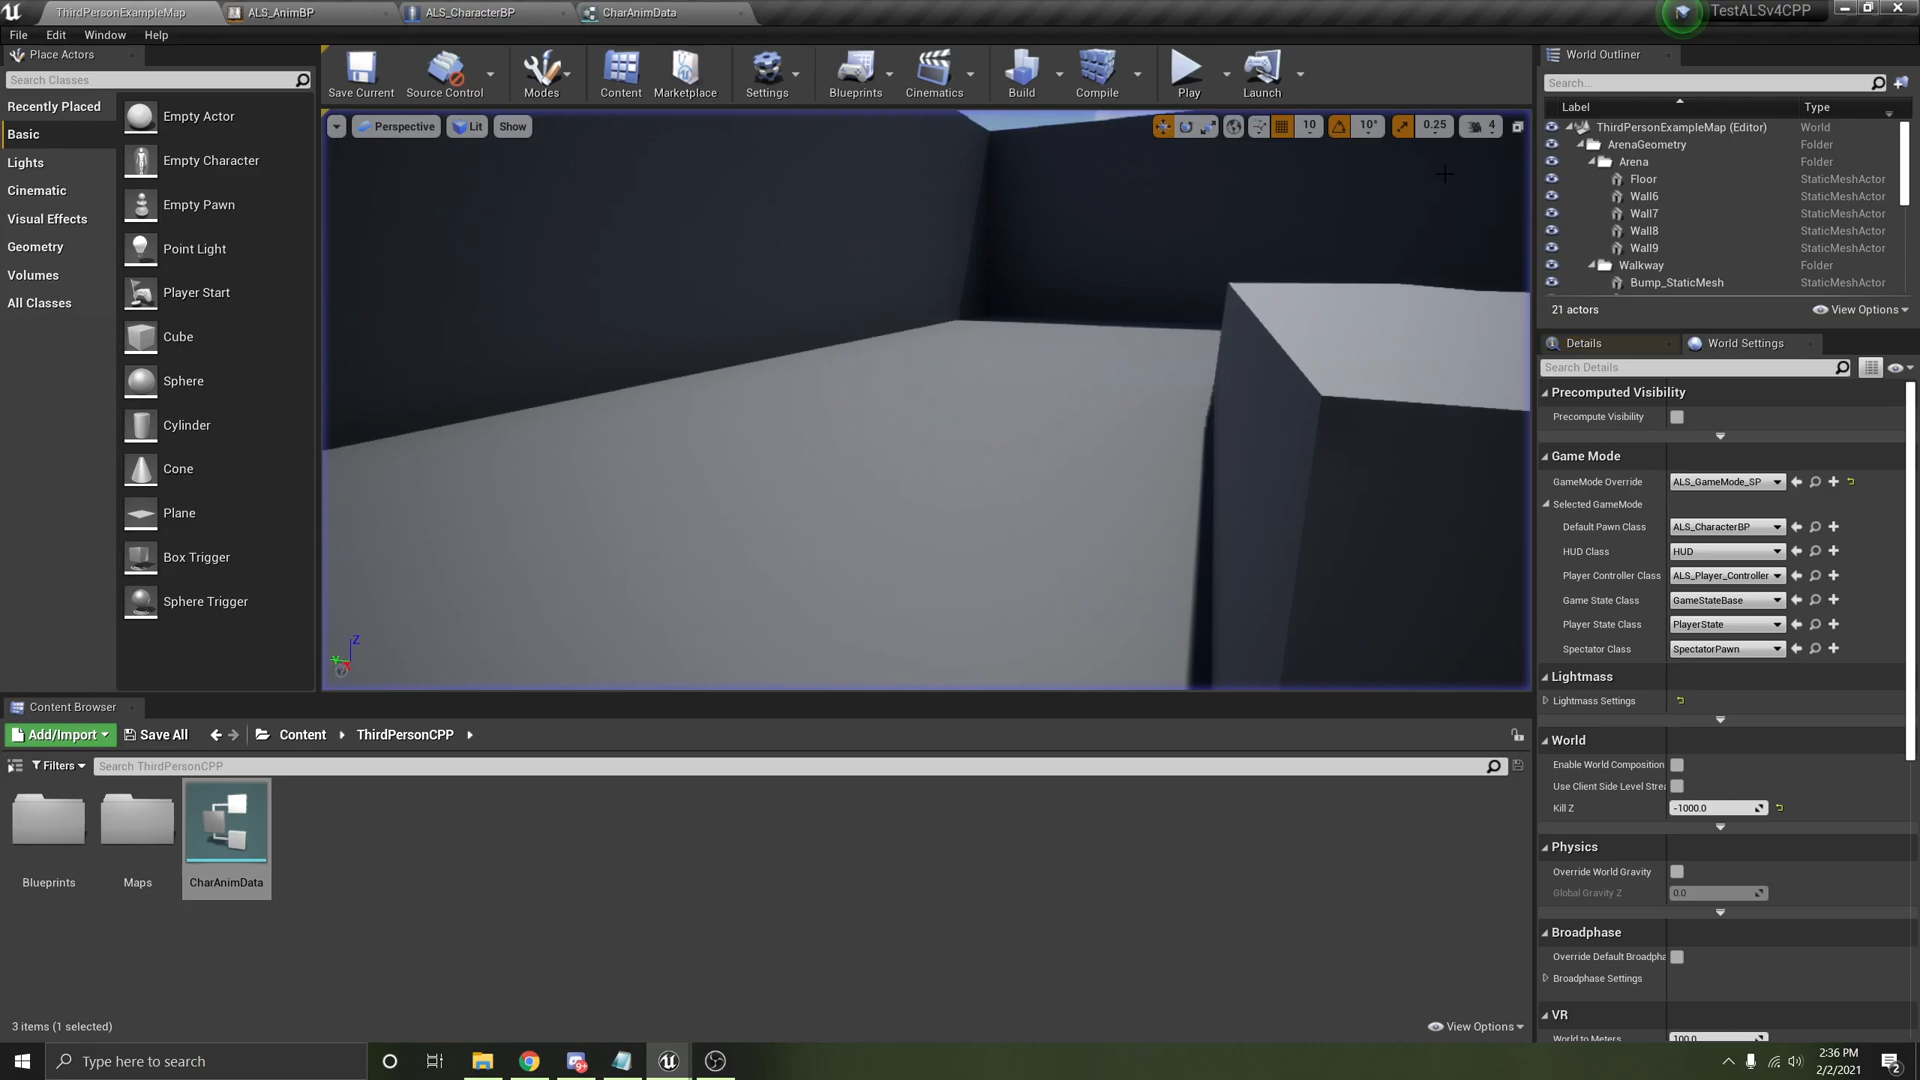 ThirdPersonExampleMap
ALS_AnimBP
ALS_CharacterBP
CharAnimData
TestALSv4CPP
File Edit Window Help
Place Actors
Search Classes
Recently Placed
Basic
Lights
Cinematic
Visual Effects
Geometry
Volumes
All Classes
Empty Actor
Empty Character
Empty Pawn
Point Light
Player Start
Cube
Sphere
Cylinder
Cone
Plane
Box Trigger
Sphere Trigger
Save Current
Source Control
Modes
Content
Marketplace
Settings
Blueprints
Cinematics
Build
Compile
Play
Launch
Perspective
Lit
Show
10
10°
0.25
4
Z
World Outliner
Search...
Label Type
ThirdPersonExampleMap (Editor) World
ArenaGeometry Folder
Arena Folder
Floor StaticMeshActor
Wall6 StaticMeshActor
Wall7 StaticMeshActor
Wall8 StaticMeshActor
Wall9 StaticMeshActor
Walkway Folder
Bump_StaticMesh StaticMeshActor
21 actors
View Options
Details
World Settings
Search Details
Precomputed Visibility
Precompute Visibility
Game Mode
GameMode Override ALS_GameMode_SP
Selected GameMode
Default Pawn Class ALS_CharacterBP
HUD Class HUD
Player Controller Class ALS_Player_Controller
Game State Class GameStateBase
Player State Class PlayerState
Spectator Class SpectatorPawn
Lightmass
Lightmass Settings
World
Enable World Composition
Use Client Side Level Strea
Kill Z -1000.0
Physics
Override World Gravity
Global Gravity Z 0.0
Broadphase
Override Default Broadpha
Broadphase Settings
VR
World to Meters 100.0
Content Browser
Add/Import
Save All
Content
ThirdPersonCPP
Filters
Search ThirdPersonCPP
Blueprints
Maps
CharAnimData
3 items (1 selected)
View Options
Type here to search
9+
2:36 PM
2/2/2021
2